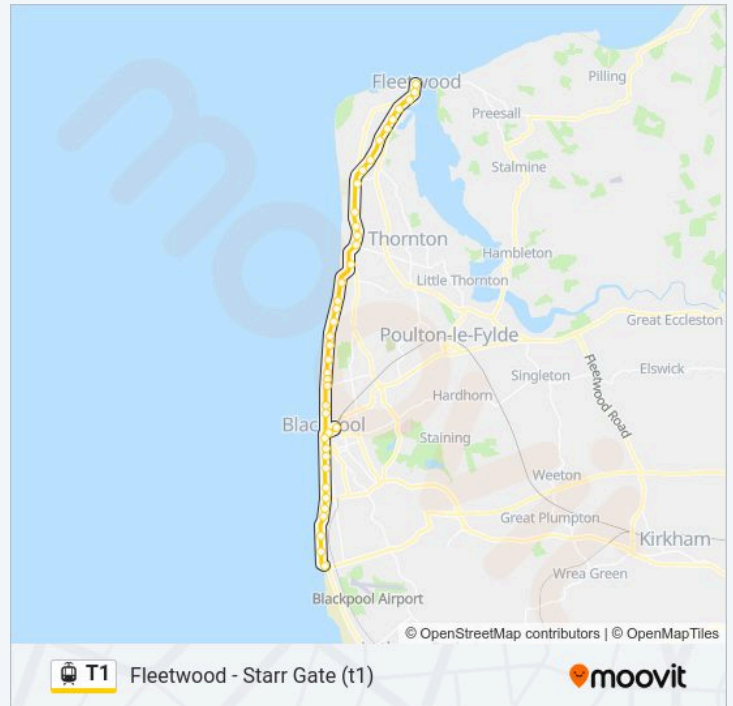 Fleetwood
Pilling
Preesall
Stalmine
Thornton
Hambleton
Little Thornton
Great Eccleston
Poulton-le-Fylde
Fleetwood Road
Elswick
Singleton
Hardhorn
Blackpool
Staining
Weeton
Great Plumpton
Kirkham
Wrea Green
Blackpool Airport
© OpenStreetMap contributors | © OpenMapTiles
T1 Fleetwood - Starr Gate (t1)
moovit